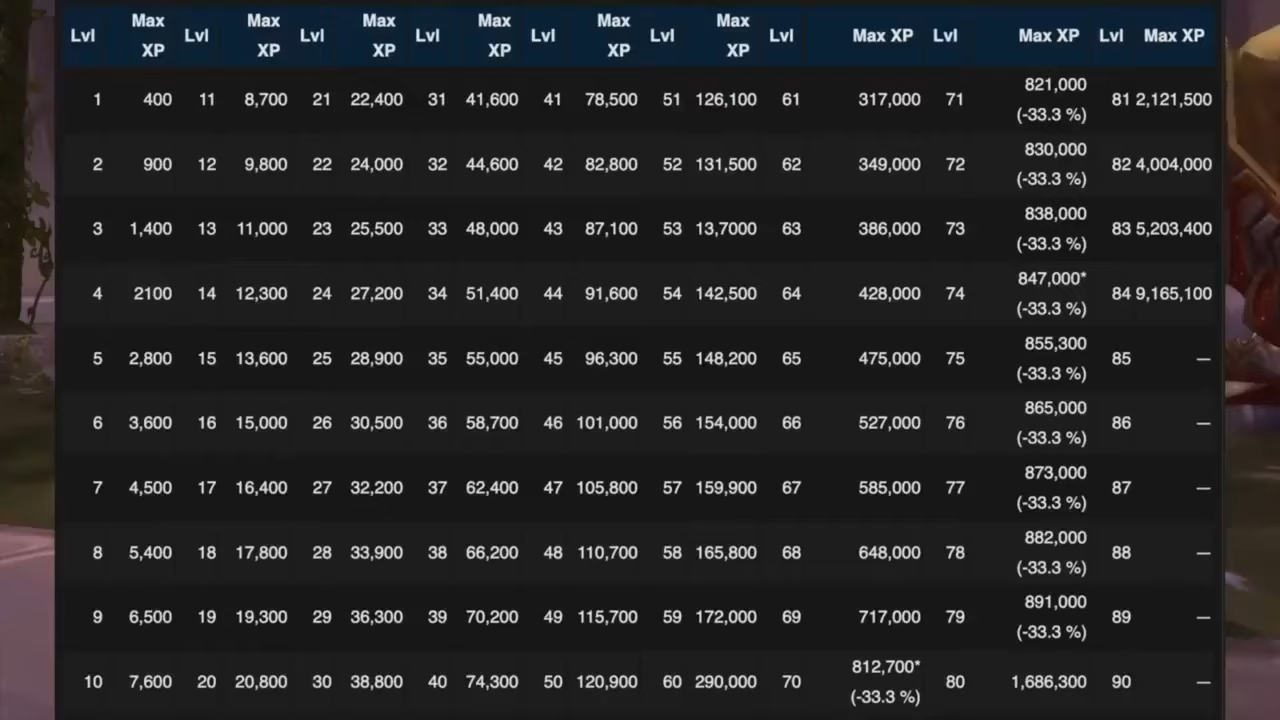 Lvl Max XP Lvl Max XP Lvl Max XP Lvl Max XP Lvl Max XP Lvl Max XP Lvl Max XP Lvl Max XP Lvl Max XP
1 400 11 8,700 21 22,400 31 41,600 41 78,500 51 126,100 61 317,000 71 821,000 (-33.3 %) 81 2,121,500
2 900 12 9,800 22 24,000 32 44,600 42 82,800 52 131,500 62 349,000 72 830,000 (-33.3 %) 82 4,004,000
3 1,400 13 11,000 23 25,500 33 48,000 43 87,100 53 13,7000 63 386,000 73 838,000 (-33.3 %) 83 5,203,400
4 2100 14 12,300 24 27,200 34 51,400 44 91,600 54 142,500 64 428,000 74 847,000* (-33.3 %) 84 9,165,100
5 2,800 15 13,600 25 28,900 35 55,000 45 96,300 55 148,200 65 475,000 75 855,300 (-33.3 %) 85 —
6 3,600 16 15,000 26 30,500 36 58,700 46 101,000 56 154,000 66 527,000 76 865,000 (-33.3 %) 86 —
7 4,500 17 16,400 27 32,200 37 62,400 47 105,800 57 159,900 67 585,000 77 873,000 (-33.3 %) 87 —
8 5,400 18 17,800 28 33,900 38 66,200 48 110,700 58 165,800 68 648,000 78 882,000 (-33.3 %) 88 —
9 6,500 19 19,300 29 36,300 39 70,200 49 115,700 59 172,000 69 717,000 79 891,000 (-33.3 %) 89 —
10 7,600 20 20,800 30 38,800 40 74,300 50 120,900 60 290,000 70 812,700* (-33.3 %) 80 1,686,300 90 —